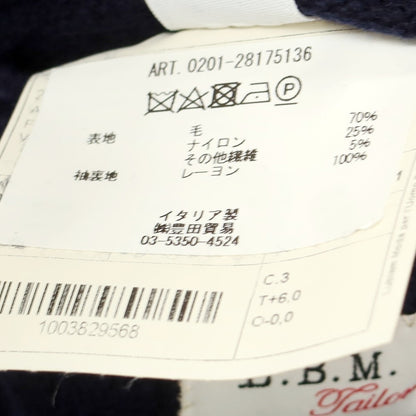 ART. 0201-28175136
表地 毛 70%
ナイロン 25%
その他繊維 5%
袖裏地 レーヨン 100%
イタリア製
㈱豊田貿易
03-5350-4524
1003829568
C.3
T+6.0
O-0,0
L.B.M.
Tailor